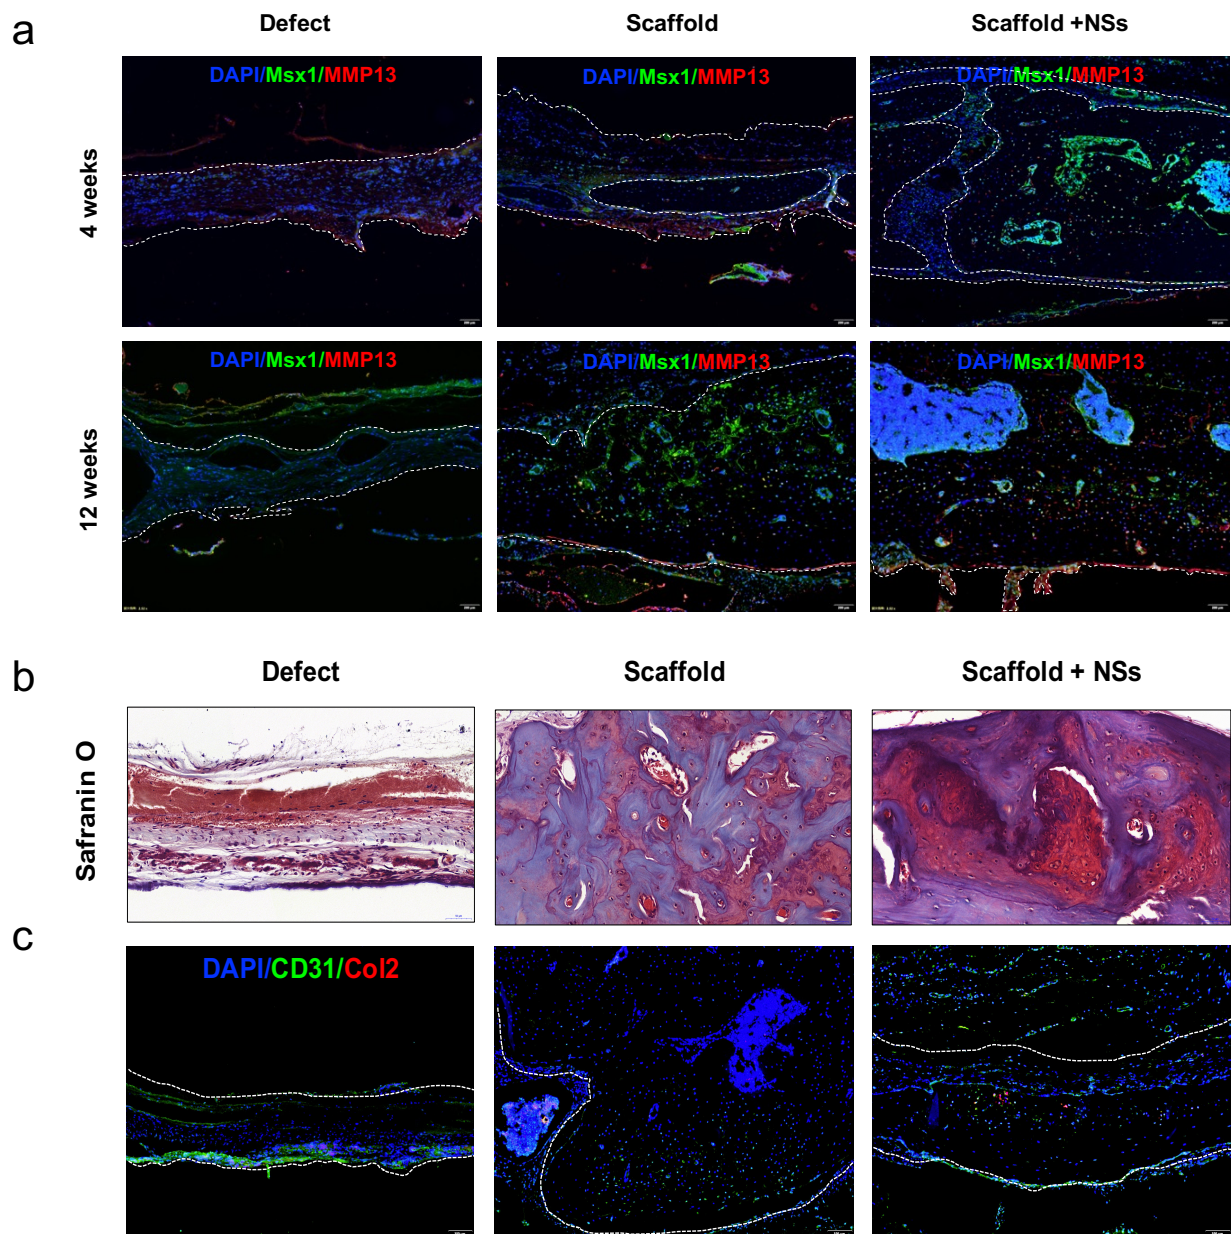 a
Defect
Scaffold
Scaffold +NSs
4 weeks
DAPI/Msx1/MMP13
DAPI/Msx1/MMP13
DAPI/Msx1/MMP13
12 weeks
DAPI/Msx1/MMP13
DAPI/Msx1/MMP13
DAPI/Msx1/MMP13
b
Defect
Scaffold
Scaffold + NSs
Safranin O
c
DAPI/CD31/Col2